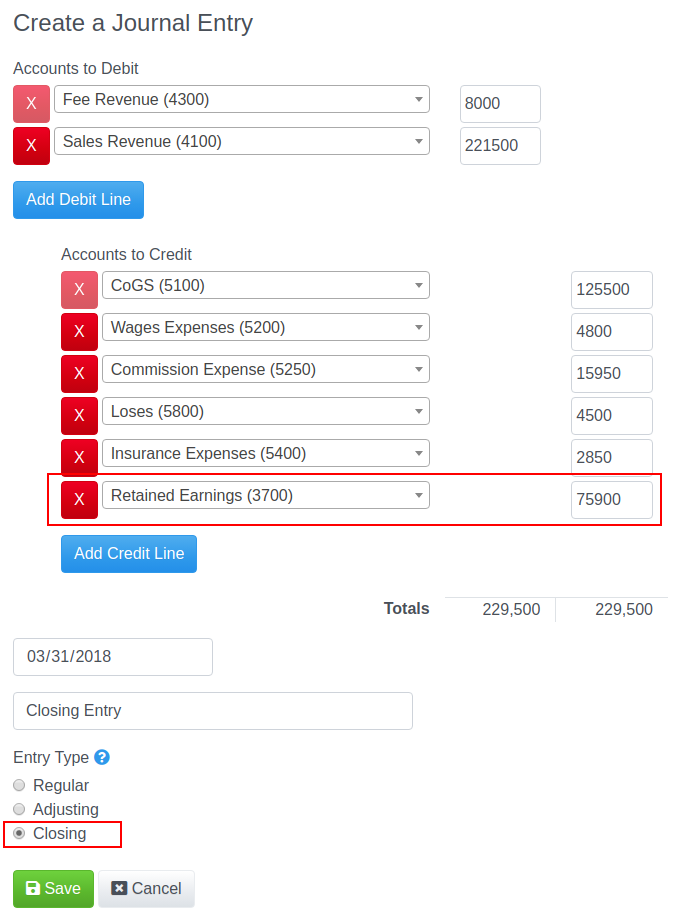 Create a Journal Entry
Accounts to Debit
X Fee Revenue (4300) 8000
X Sales Revenue (4100) 221500
Add Debit Line
Accounts to Credit
X CoGS (5100) 125500
X Wages Expenses (5200) 4800
X Commission Expense (5250) 15950
X Loses (5800) 4500
X Insurance Expenses (5400) 2850
X Retained Earnings (3700) 75900
Add Credit Line
Totals 229,500 229,500
03/31/2018
Closing Entry
Entry Type ?
Regular
Adjusting
Closing
Save Cancel